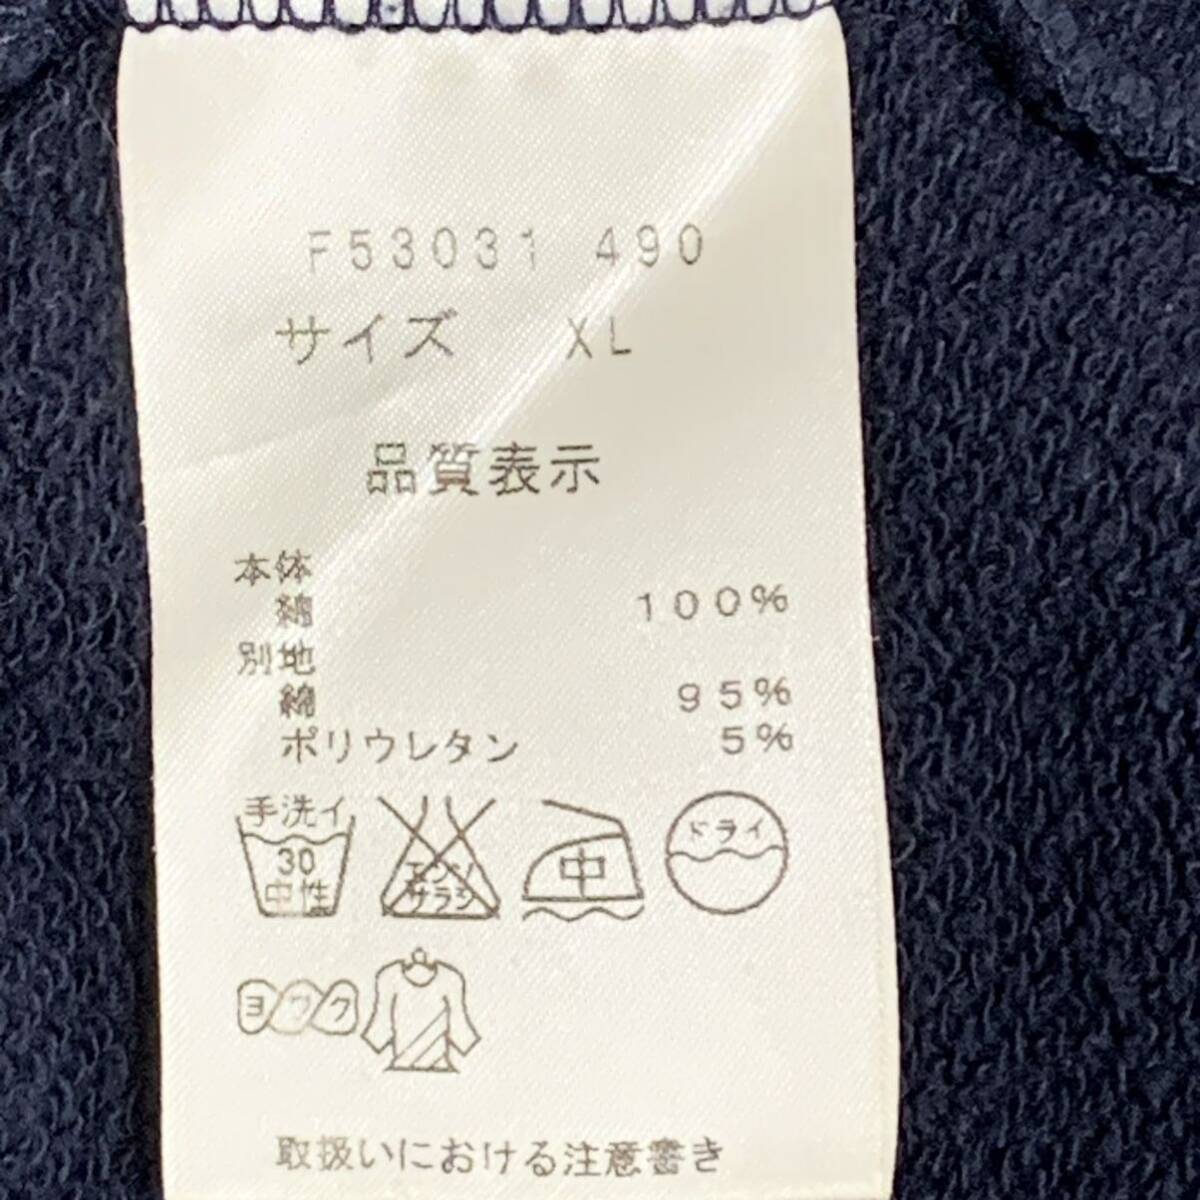 F53031 490
サイズ XL
品質表示
本体
綿 100%
別地
綿 95%
ポリウレタン 5%
手洗イ
30
中性
エンソ
サラシ
中
ドライ
ヨワク
取扱いにおける注意書き